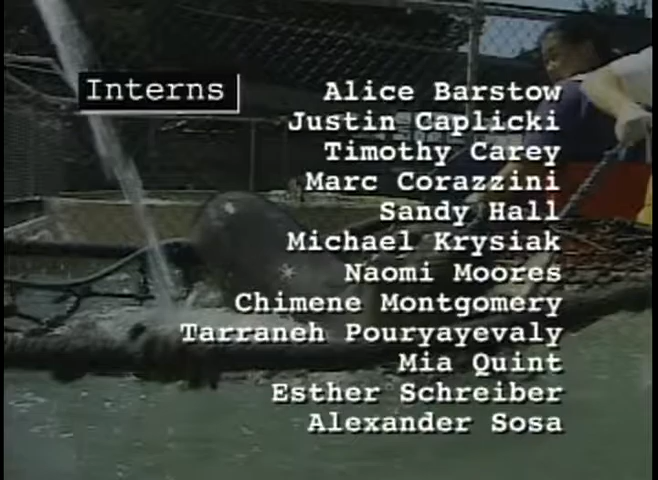 Interns
Alice Barstow
Justin Caplicki
Timothy Carey
Marc Corazzini
Sandy Hall
Michael Krysiak
Naomi Moores
Chimene Montgomery
Tarraneh Pouryayevaly
Mia Quint
Esther Schreiber
Alexander Sosa